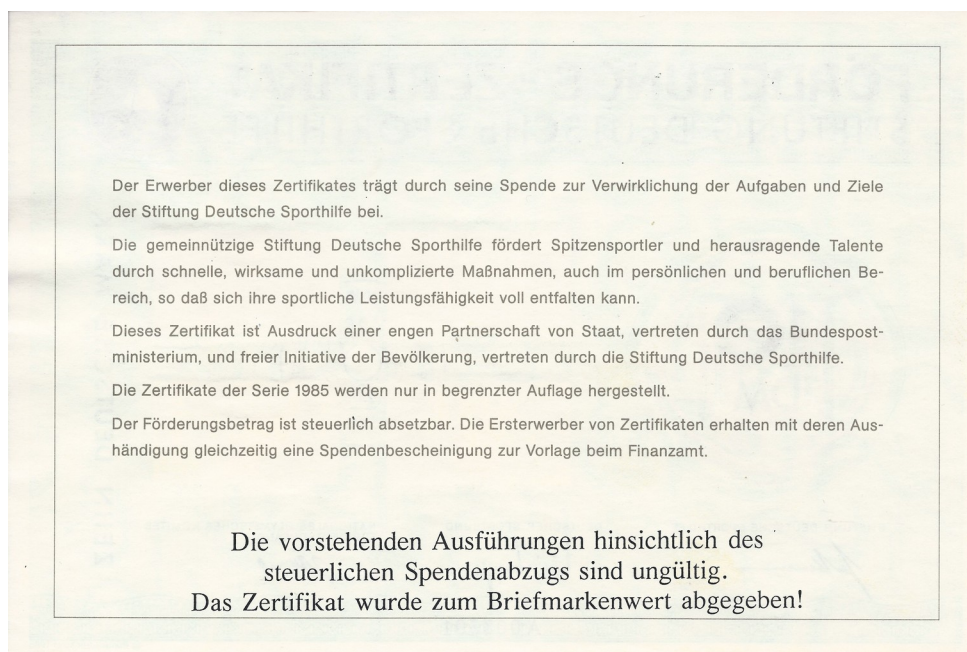 Der Erwerber dieses Zertifikates trägt durch seine Spende zur Verwirklichung der Aufgaben und Ziele
der Stiftung Deutsche Sporthilfe bei.
Die gemeinnützige Stiftung Deutsche Sporthilfe fördert Spitzensportler und herausragende Talente
durch schnelle, wirksame und unkomplizierte Maßnahmen, auch im persönlichen und beruflichen Be-
reich, so daß sich ihre sportliche Leistungsfähigkeit voll entfalten kann.
Dieses Zertifikat ist Ausdruck einer engen Partnerschaft von Staat, vertreten durch das Bundespost-
ministerium, und freier Initiative der Bevölkerung, vertreten durch die Stiftung Deutsche Sporthilfe.
Die Zertifikate der Serie 1985 werden nur in begrenzter Auflage hergestellt.
Der Förderungsbetrag ist steuerlich absetzbar. Die Ersterwerber von Zertifikaten erhalten mit deren Aus-
händigung gleichzeitig eine Spendenbescheinigung zur Vorlage beim Finanzamt.
Die vorstehenden Ausführungen hinsichtlich des
steuerlichen Spendenabzugs sind ungültig.
Das Zertifikat wurde zum Briefmarkenwert abgegeben!